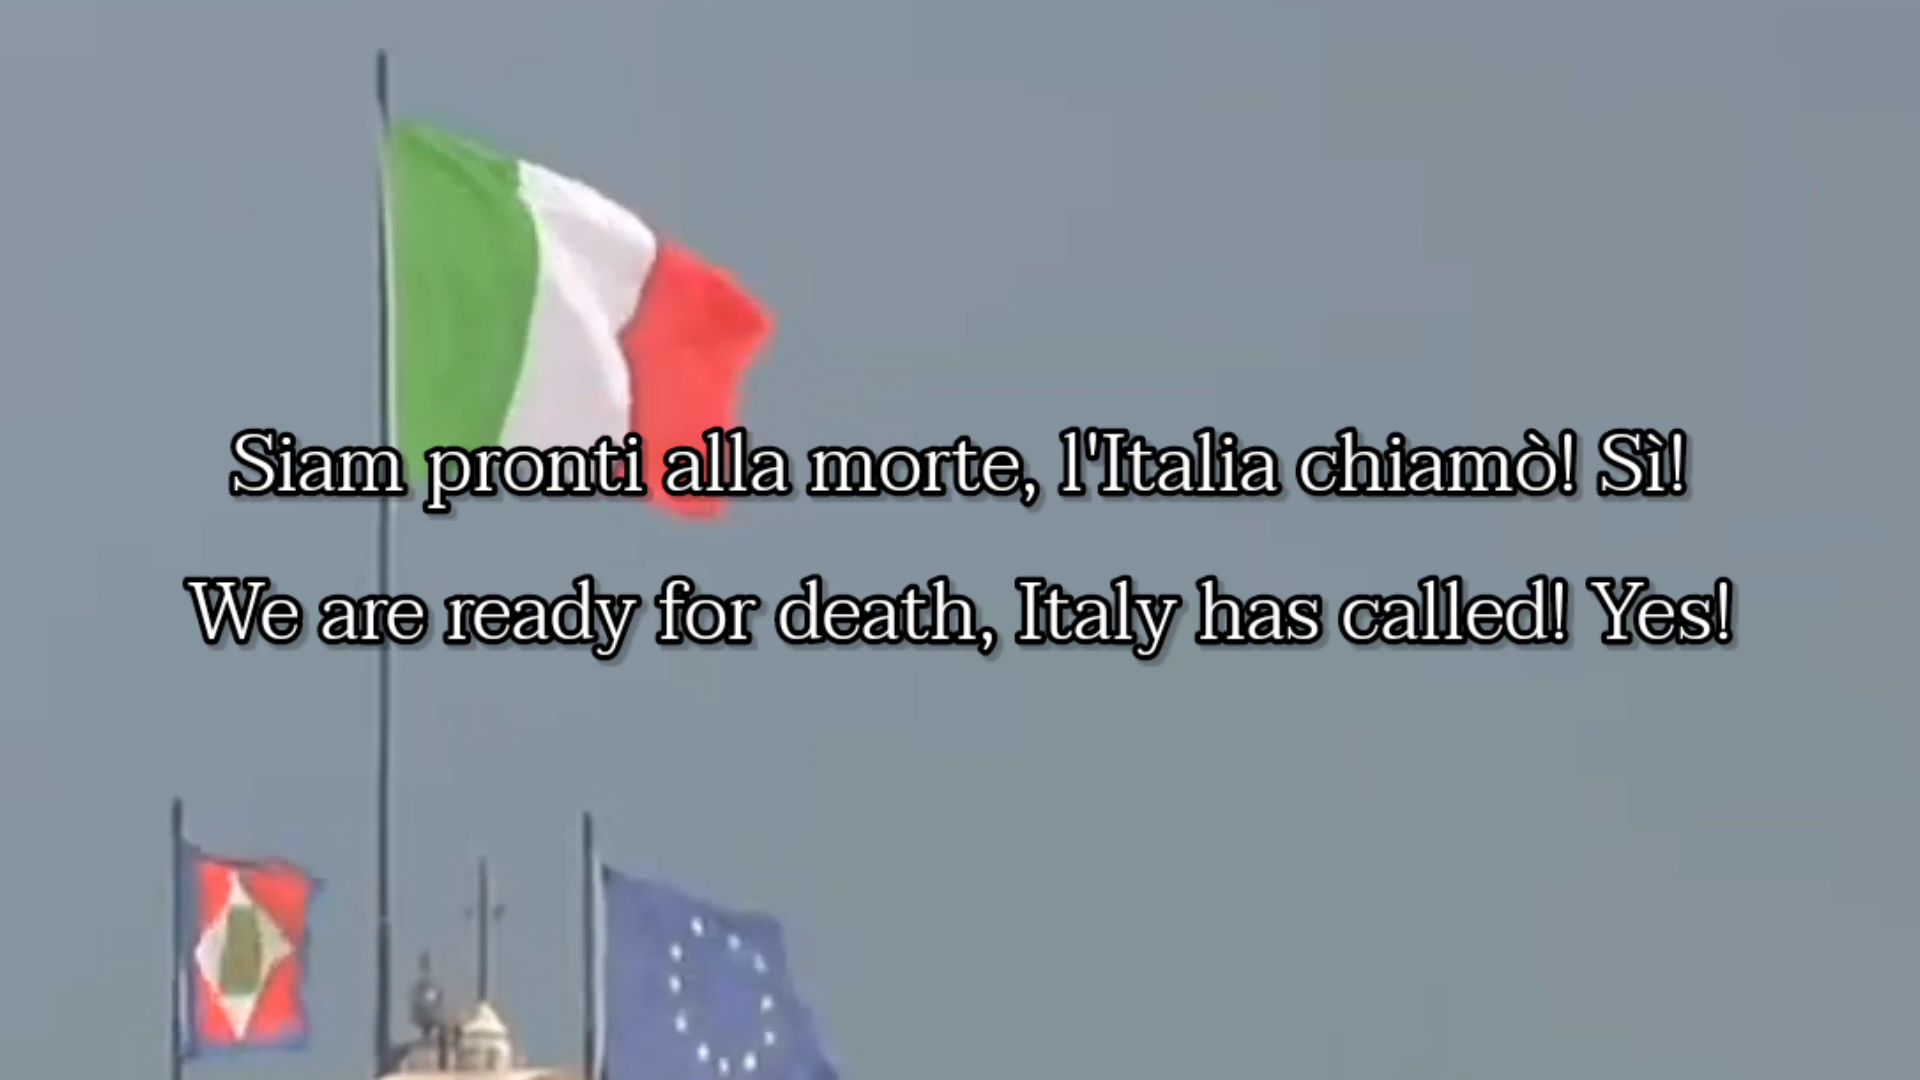 Siam pronti alla morte, l'Italia chiamò! Sì!
We are ready for death, Italy has called! Yes!